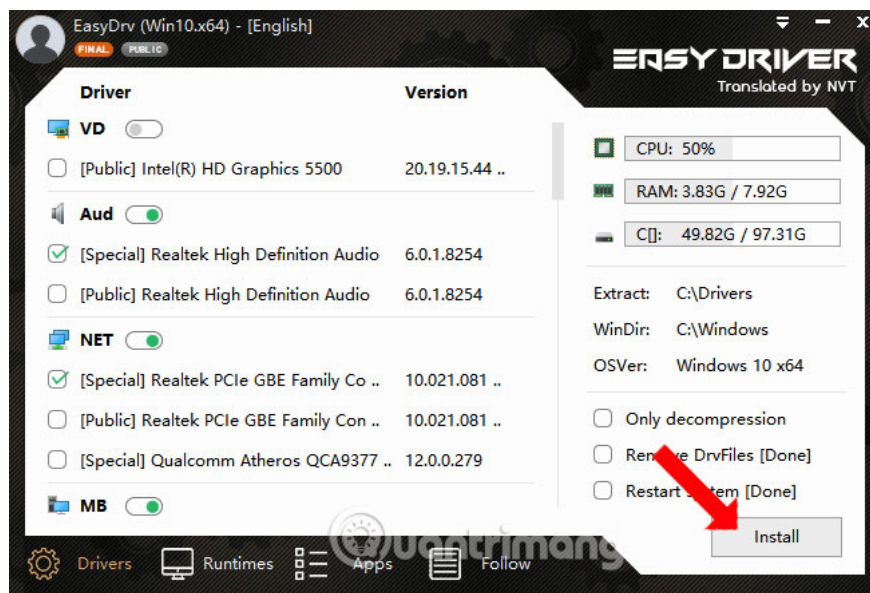 EasyDrv (Win10.x64) - [English]
FINAL PUBLIC
EASY DRIVER
Translated by NVT
Driver Version
VD
[Public] Intel(R) HD Graphics 5500 20.19.15.44 ..
Aud
[Special] Realtek High Definition Audio 6.0.1.8254
[Public] Realtek High Definition Audio 6.0.1.8254
NET
[Special] Realtek PCIe GBE Family Co .. 10.021.081 ..
[Public] Realtek PCIe GBE Family Con .. 10.021.081 ..
[Special] Qualcomm Atheros QCA9377 .. 12.0.0.279
MB
CPU: 50%
RAM: 3.83G / 7.92G
C[]: 49.82G / 97.31G
Extract: C:\Drivers
WinDir: C:\Windows
OSVer: Windows 10 x64
Only decompression
DrvFiles [Done]
Restart [Done]
Install
Drivers Runtimes Apps Follow
Quantrimang